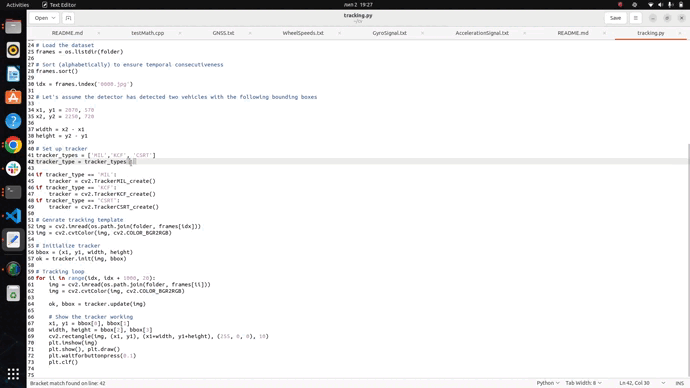 Activities
Text Editor
лют 9 19:27
Open
tracking.py
Save
README.md
testMath.cpp
GNSS.txt
WheelSpeeds.txt
GyroSignal.txt
AccelerationSignal.txt
README.md
tracking.py
24 # Load the dataset
25 frames = os.listdir(folder)
26
27 # Sort (alphabetically) to ensure temporal consecutiveness
28 frames.sort()
29
30 idx = frames.index('0000.jpg')
31
32 # Let's assume the detector has detected two vehicles with the following bounding boxes
33
34 x1, y1 = 2070, 570
35 x2, y2 = 2150, 720
36
37 width = x2 - x1
38 height = y2 - y1
39
40 # Set up tracker
41 tracker_types = ['MIL','KCF', 'CSRT']
42 tracker_type = tracker_types
43
44 if tracker_type == 'MIL':
45 tracker = cv2.TrackerMIL_create()
46 if tracker_type == 'KCF':
47 tracker = cv2.TrackerKCF_create()
48 if tracker_type == "CSRT":
49 tracker = cv2.TrackerCSRT_create()
50
51 # Genrate tracking template
52 img = cv2.imread(os.path.join(folder, frames[idx]))
53 img = cv2.cvtColor(img, cv2.COLOR_BGR2RGB)
54
55 # Initialize tracker
56 bbox = (x1, y1, width, height)
57 ok = tracker.init(img, bbox)
58
59 # Tracking loop
60 for ii in range(idx, idx + 1000, 20):
61 img = cv2.imread(os.path.join(folder, frames[ii]))
62 img = cv2.cvtColor(img, cv2.COLOR_BGR2RGB)
63
64 ok, bbox = tracker.update(img)
65
66 # Show the tracker working
67 x1, y1 = bbox[0], bbox[1]
68 width, height = bbox[2], bbox[3]
69 cv2.rectangle(img, (x1, y1), (x1+width, y1+height), (255, 0, 0), 10)
70 plt.imshow(img)
71 plt.show(), plt.draw()
72 plt.waitforbuttonpress(0.1)
73 plt.clf()
74
75
Bracket match found on line: 42
Python
Tab Width: 8
Ln 42, Col 30
INS